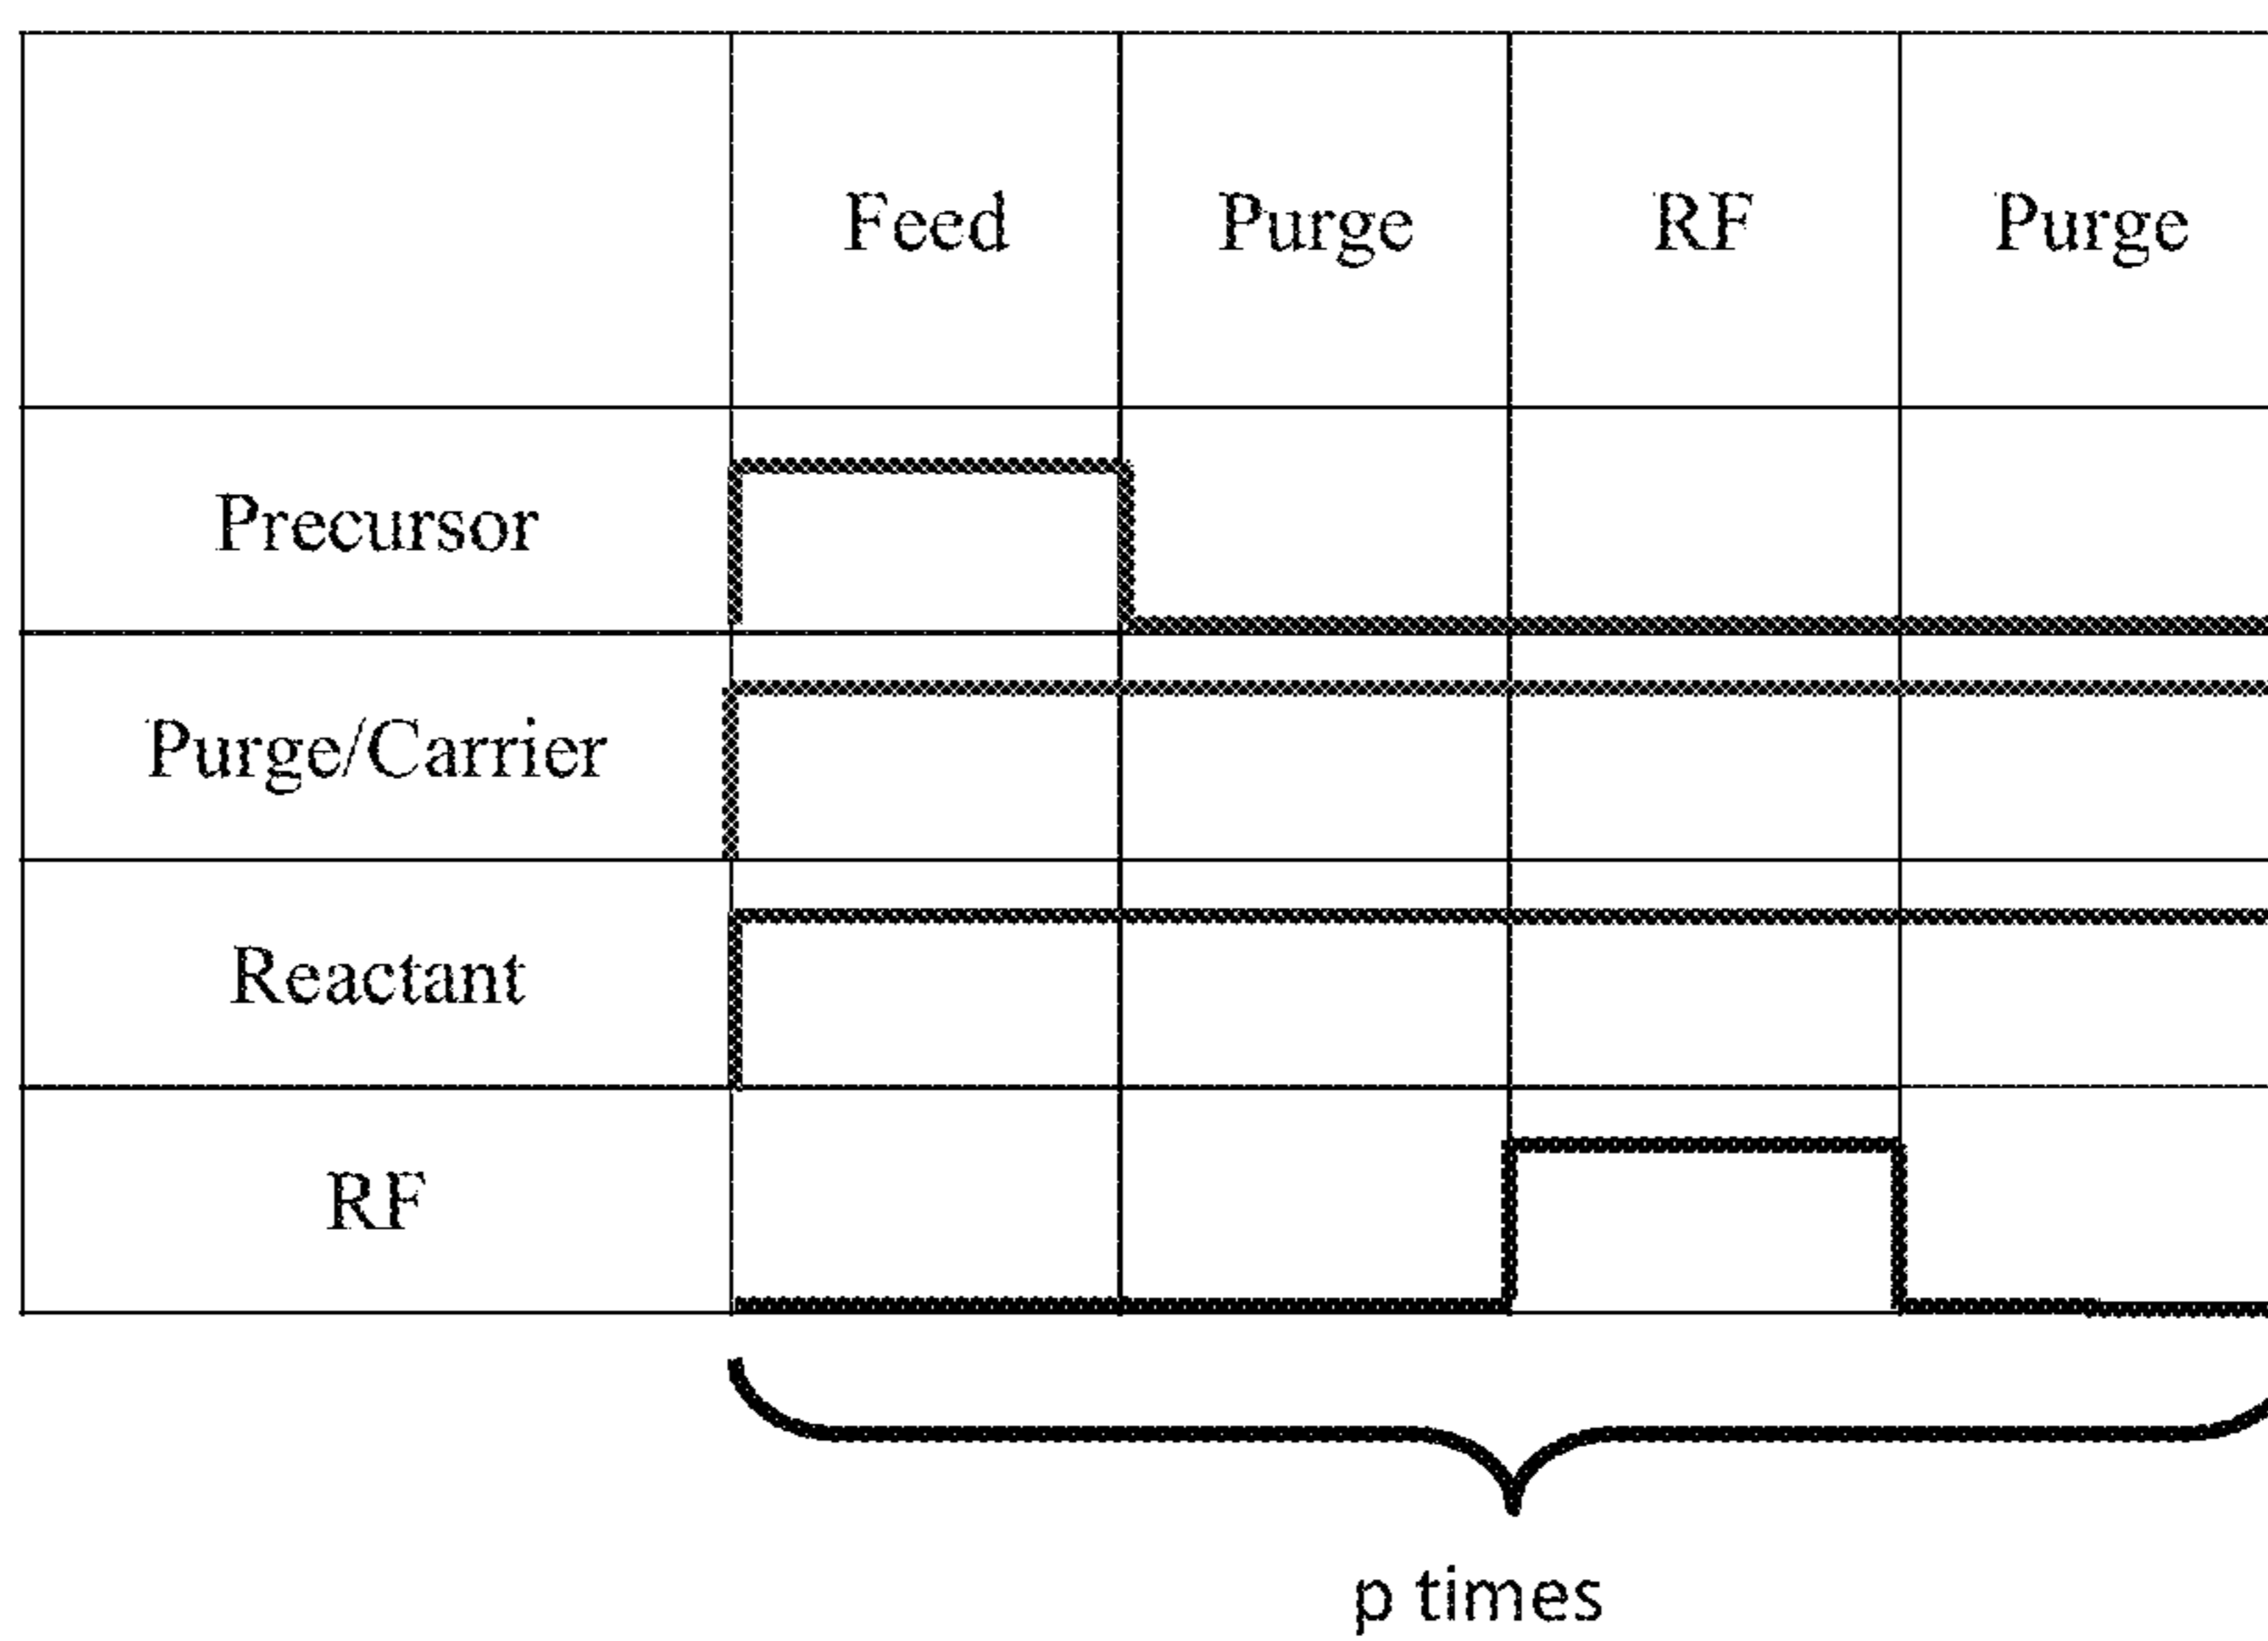 Feed Purge RF Purge
Precursor
Purge/Carrier
Reactant
RF
p times